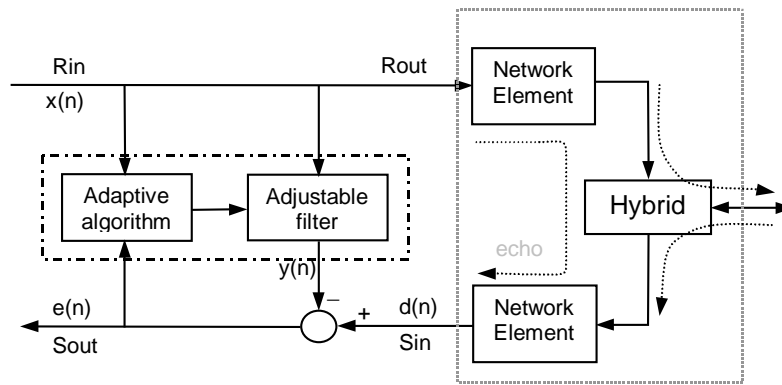 Rin
Rout
x(n)
Network
Element
Adaptive
algorithm
Adjustable
filter
Hybrid
echo
y(n)
−
+
e(n)
d(n)
Sout
Sin
Network
Element